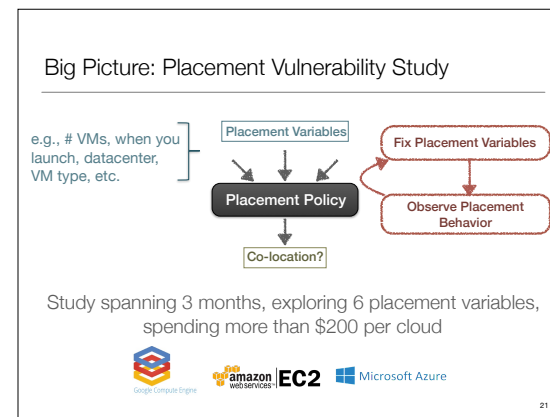 Big Picture: Placement Vulnerability Study
e.g., # VMs, when you
launch, datacenter,
VM type, etc.
Placement Variables
Placement Policy
Co-location?
Fix Placement Variables
Observe Placement
Behavior
Study spanning 3 months, exploring 6 placement variables,
spending more than $200 per cloud
Google Compute Engine
amazon
webservices™
EC2
Microsoft Azure
21